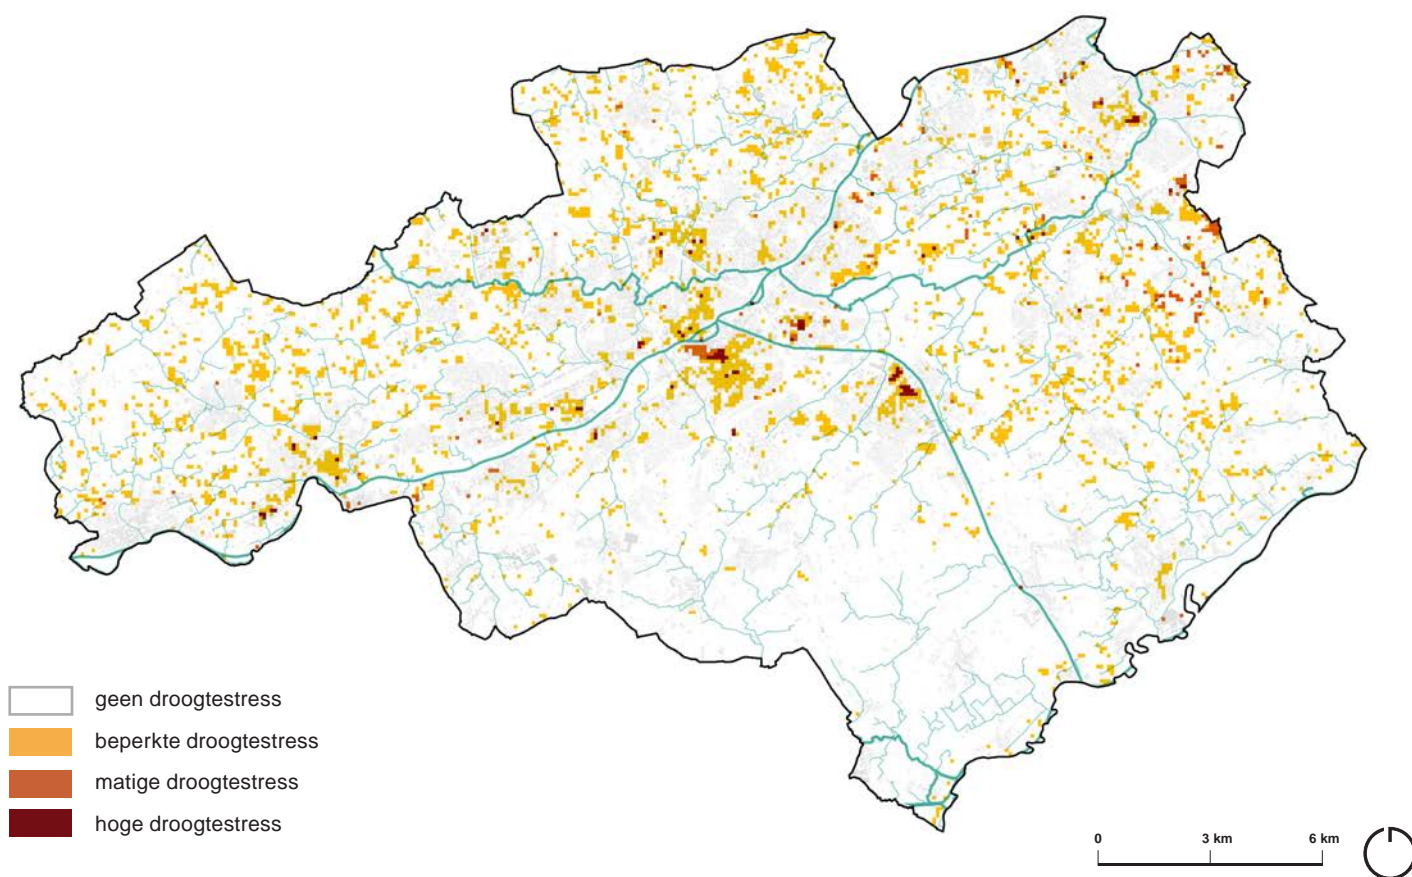 geen droogtestress
beperkte droogtestress
matige droogtestress
hoge droogtestress
0 3 km 6 km